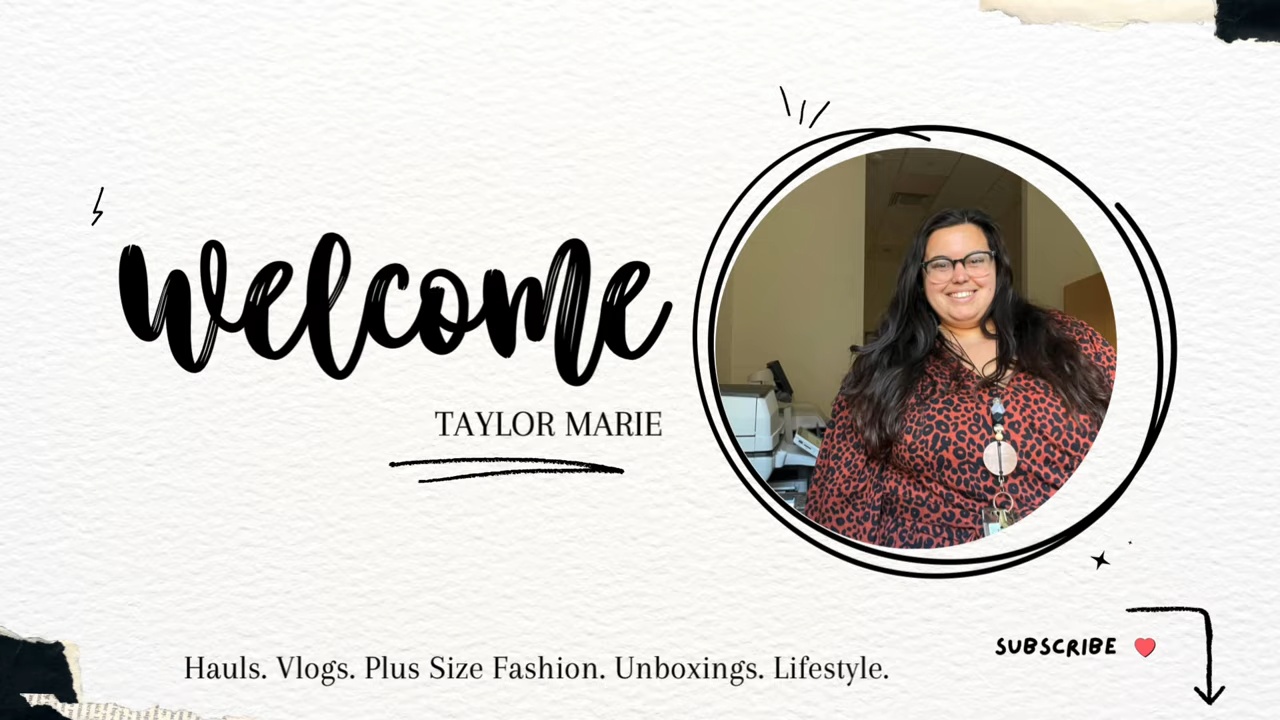 welcome
TAYLOR MARIE
Hauls. Vlogs. Plus Size Fashion. Unboxings. Lifestyle.
SUBSCRIBE ❤️